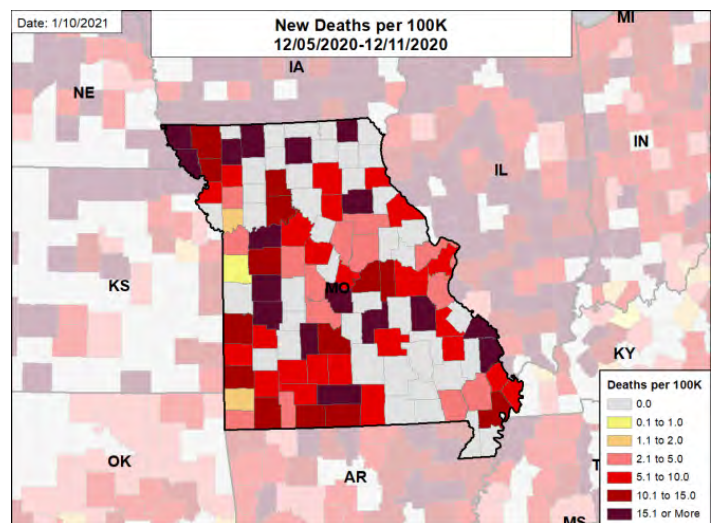 Date: 1/10/2021
New Deaths per 100K
12/05/2020-12/11/2020
MI
IA
NE
IN
IL
KS
MO
KY
Deaths per 100K
0.0
0.1 to 1.0
1.1 to 2.0
2.1 to 5.0
5.1 to 10.0
10.1 to 15.0
15.1 or More
OK
AR
MS